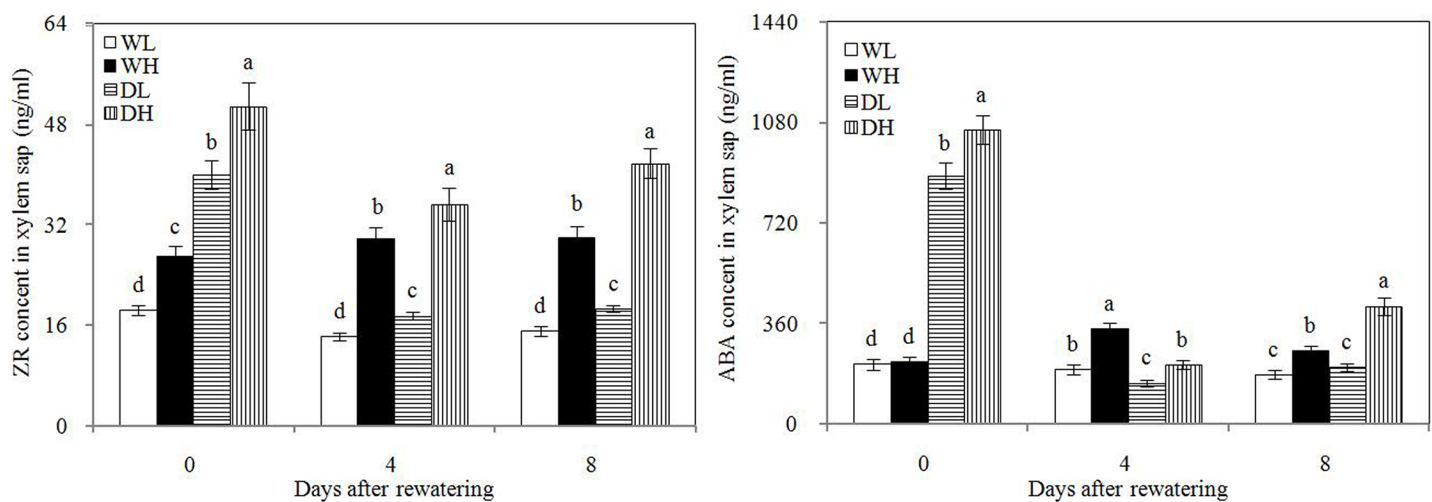 64
48
32
16
0
ZR concent in xylem sap (ng/ml)
WL
WH
DL
DH
d
c
b
a
d
b
c
a
d
b
c
a
0
4
8
Days after rewatering
1440
1080
720
360
0
ABA concent in xylem sap (ng/ml)
WL
WH
DL
DH
d
d
b
a
b
a
c
b
c
b
c
a
0
4
8
Days after rewatering